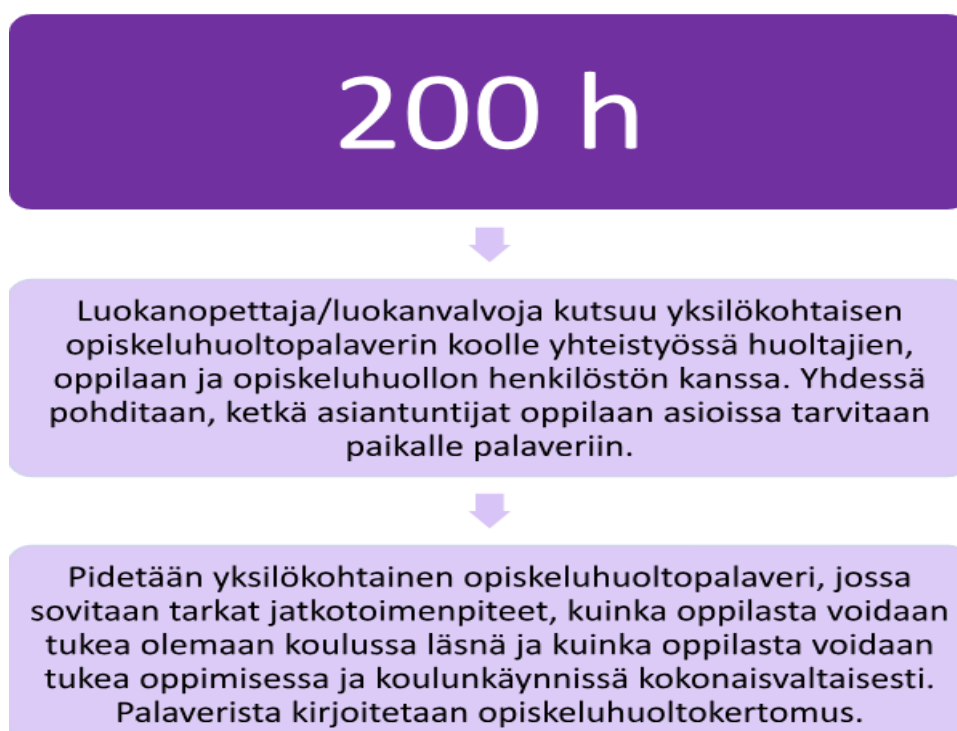 200 h
Luokanopettaja/luokanvalvoja kutsuu yksilökohtaisen
opiskeluhuoltopalaverin koolle yhteistyössä huoltajien,
oppilaan ja opiskeluhuollon henkilöstön kanssa. Yhdessä
pohditaan, ketkä asiantuntijat oppilaan asioissa tarvitaan
paikalle palaveriin.
Pidetään yksilökohtainen opiskeluhuoltopalaveri, jossa
sovitaan tarkat jatkotoimenpiteet, kuinka oppilasta voidaan
tukea olemaan koulussa läsnä ja kuinka oppilasta voidaan
tukea oppimisessa ja koulunkäynnissä kokonaisvaltaisesti.
Palaverista kirjoitetaan opiskeluhuoltokertomus.